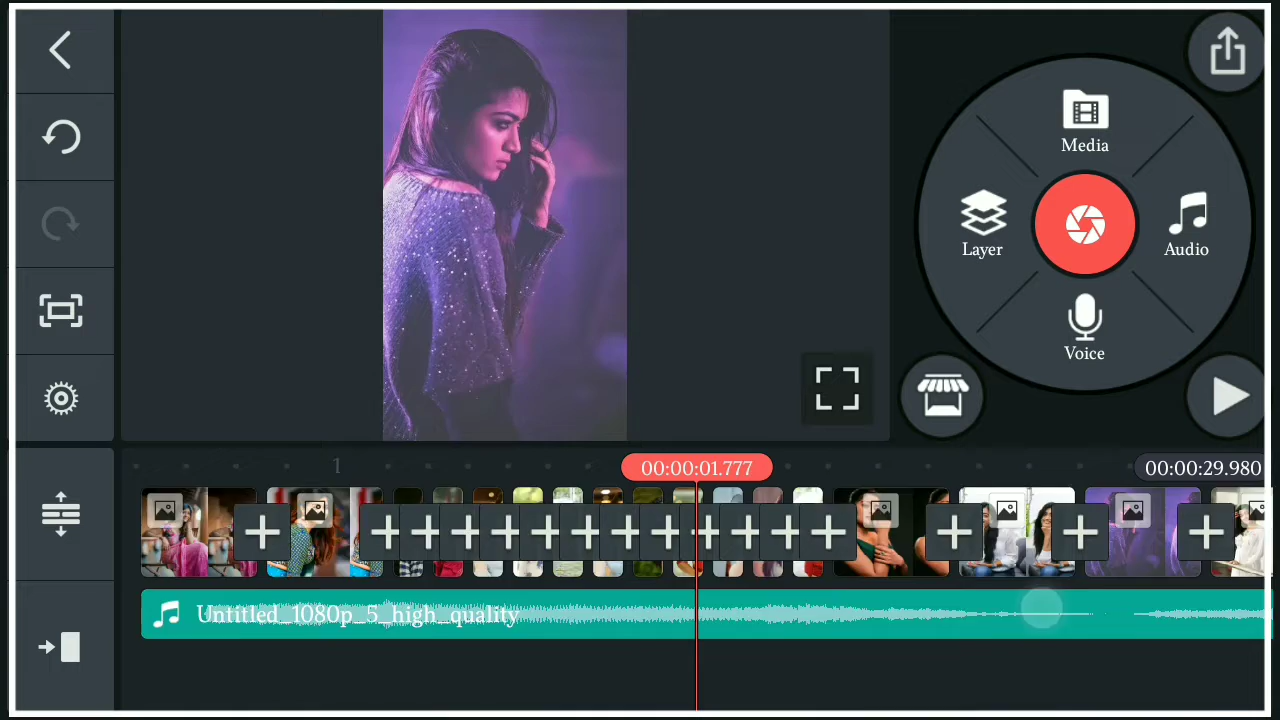 Media
Layer
Audio
Voice
1
00:00:01.777
00:00:29.980
Untitled_1080p_5_high_quality